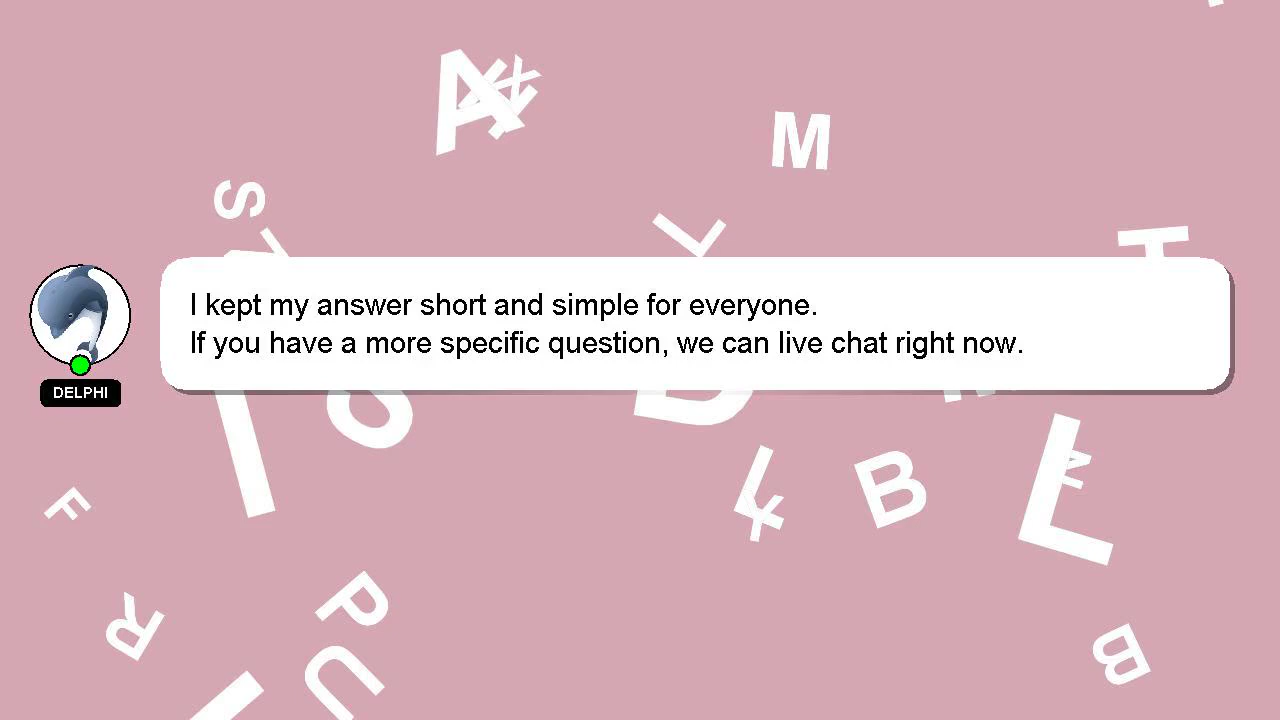 I kept my answer short and simple for everyone.
If you have a more specific question, we can live chat right now.
DELPHI
A
M
S
L
H
B
L
F
R
P
U
B